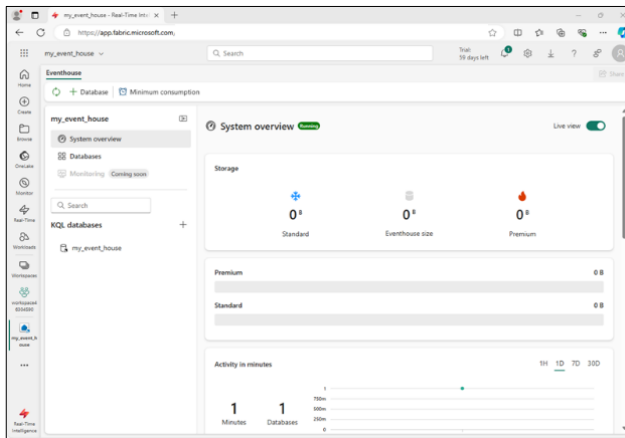 my_event_house - Real-Time Inte
https://app.fabric.microsoft.com,
my_event_house
Search
Trial:
59 days left
Home
Create
Browse
OneLake
Monitor
Real-Time
Workloads
Workspaces
my_event_h
ouse
Real-Time
Intelligence
Eventhouse
Share
+ Database
Minimum consumption
my_event_house
System overview
Databases
Monitoring Coming soon
Search
KQL databases +
my_event_house
System overview Running
Live view
Storage
0 B
Standard
0 B
Eventhouse size
0 B
Premium
Premium 0 B
Standard 0 B
Activity in minutes
1H 1D 7D 30D
1
Minutes
1
Databases
1
750m
500m
250m
0